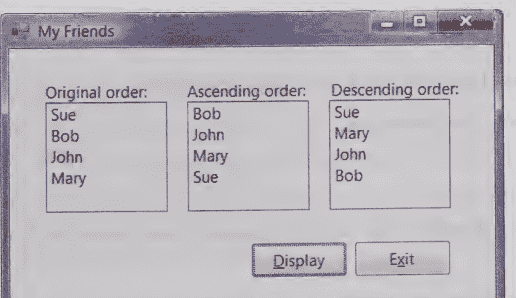 My Friends
Original order: Ascending order: Descending order:
Sue Bob Sue
Bob John Mary
John Mary John
Mary Sue Bob
Display Exit